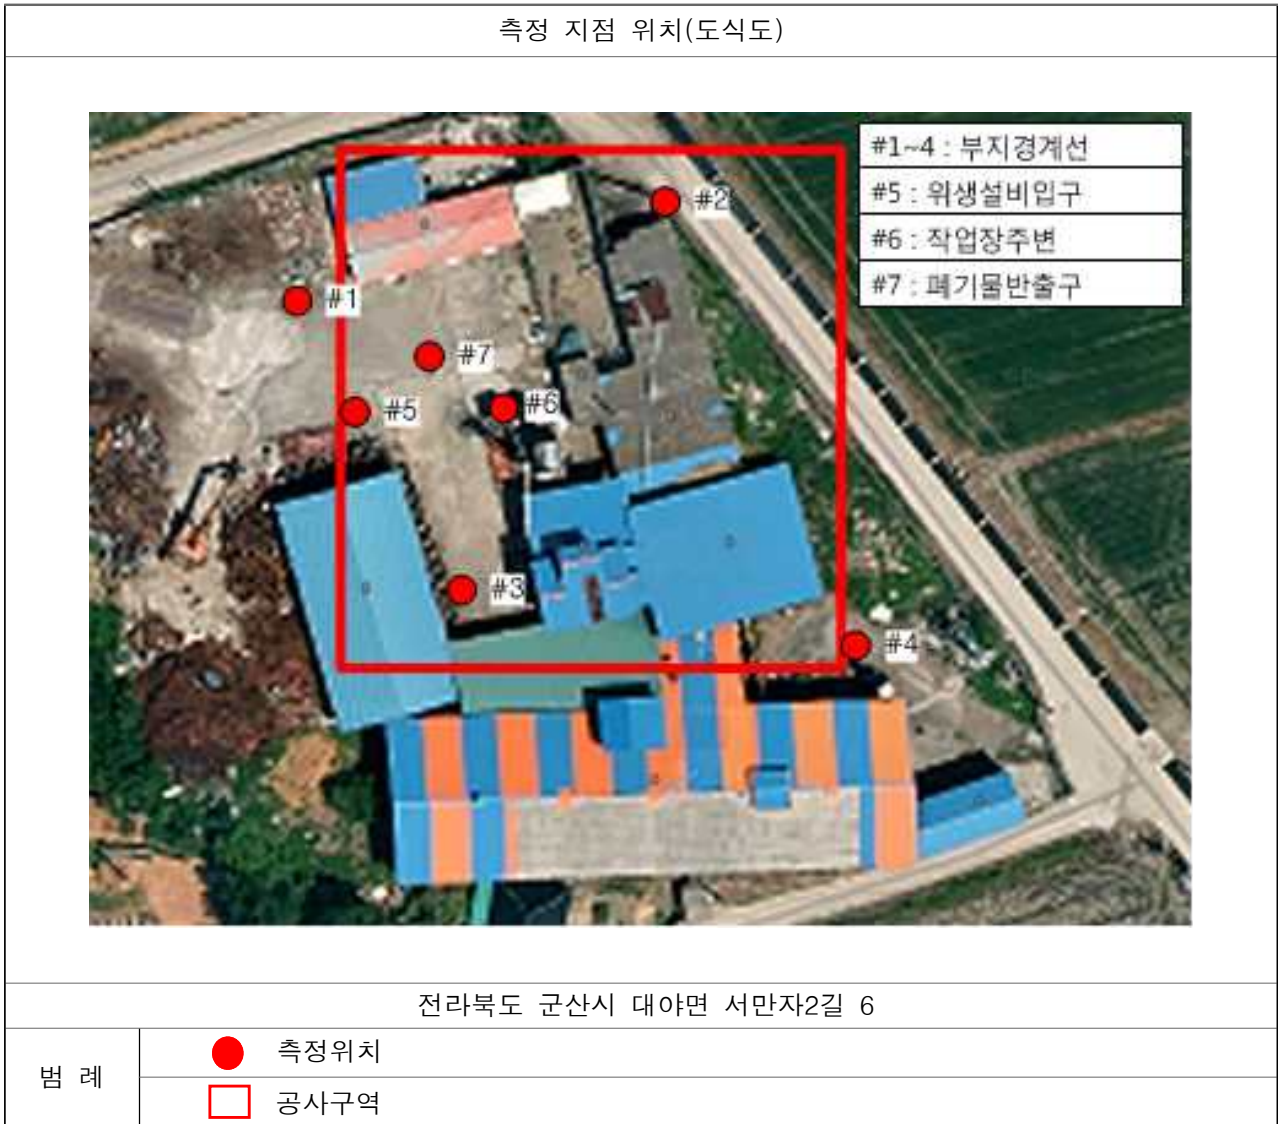 측정 지점 위치(도식도)
#1~4 : 부지경계선
#5 : 위생설비입구
#6 : 작업장주변
#7 : 폐기물반출구
#2
#1
#7
#5
#6
#3
#4
전라북도 군산시 대야면 서만자2길 6
범 례
측정위치
공사구역